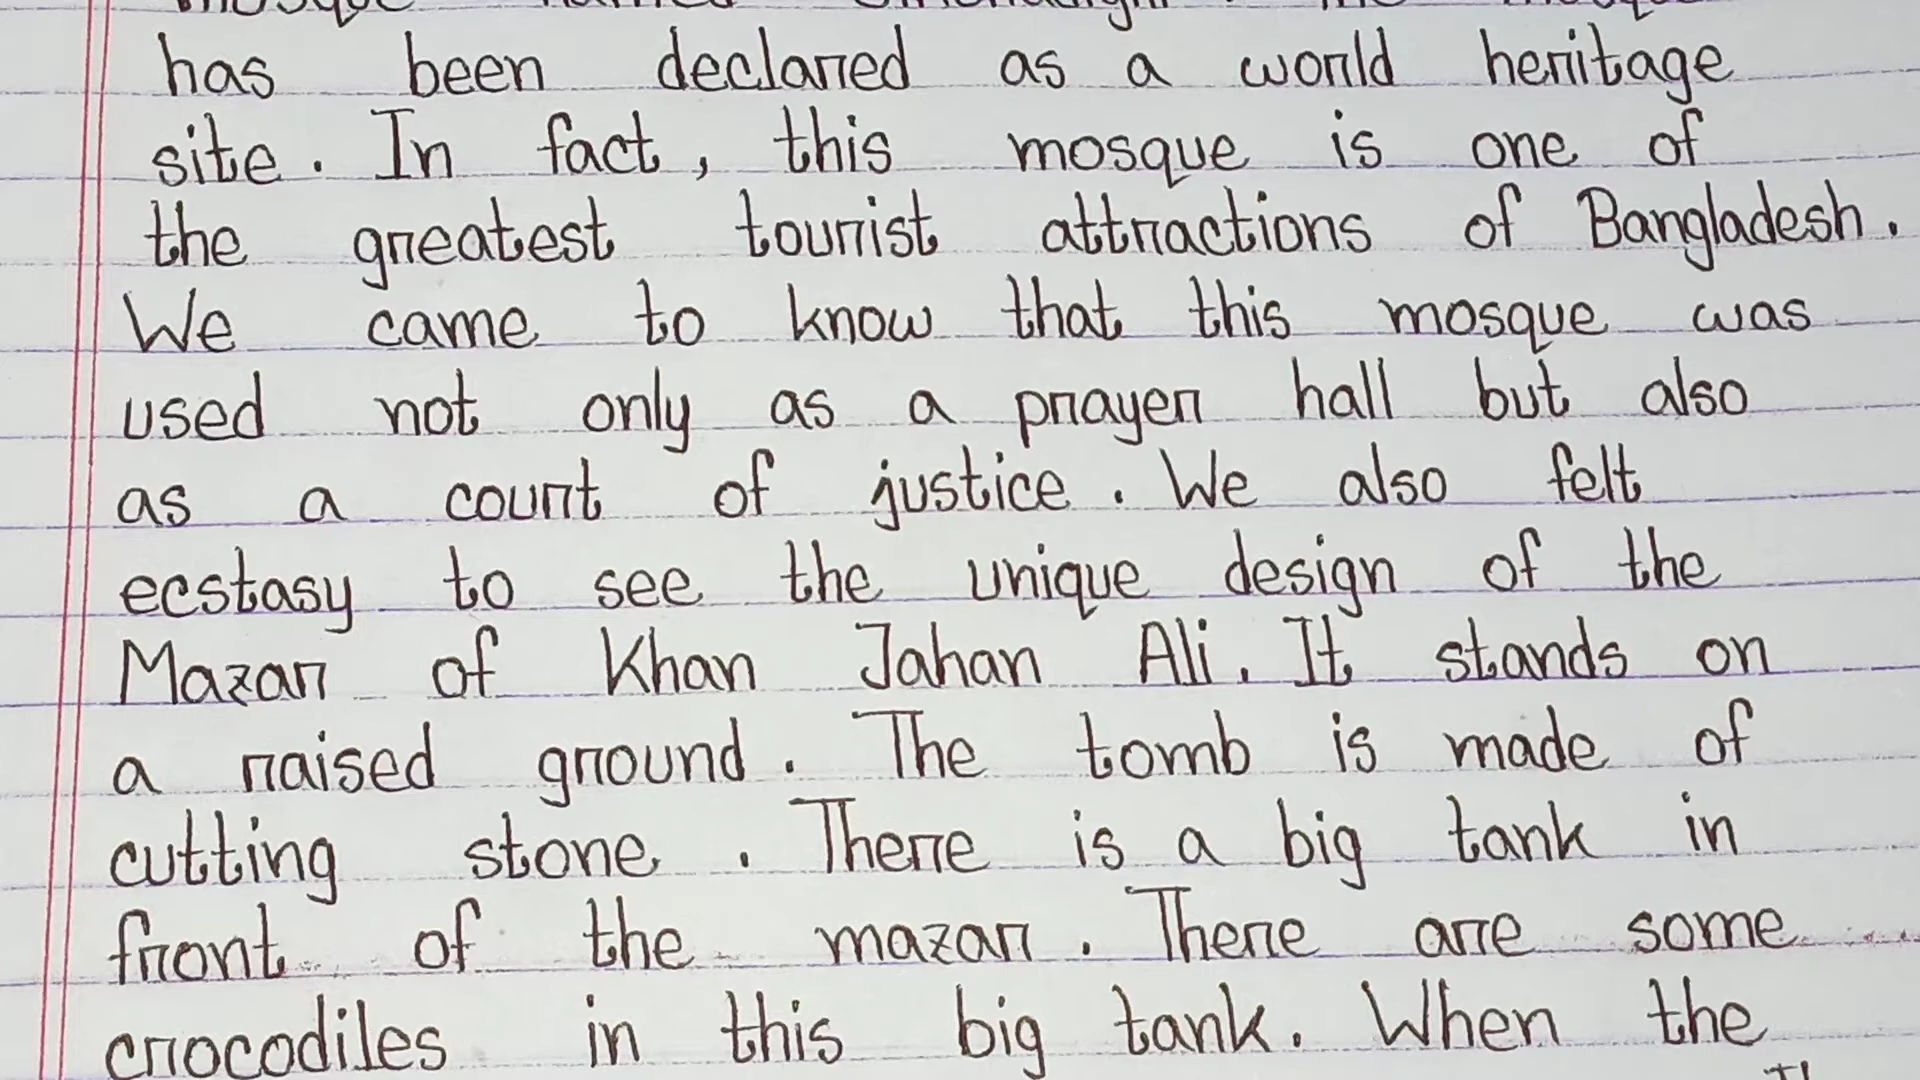 has been declared as a world heritage
site. In fact, this mosque is one of
the greatest tourist attractions of Bangladesh.
We came to know that this mosque was
used not only as a prayer hall but also
as a court of justice. We also felt
ecstasy to see the unique design of the
Mazar of Khan Jahan Ali. It stands on
a raised ground. The tomb is made of
cutting stone. There is a big tank in
front of the mazar. There are some
crocodiles in this big tank. When the